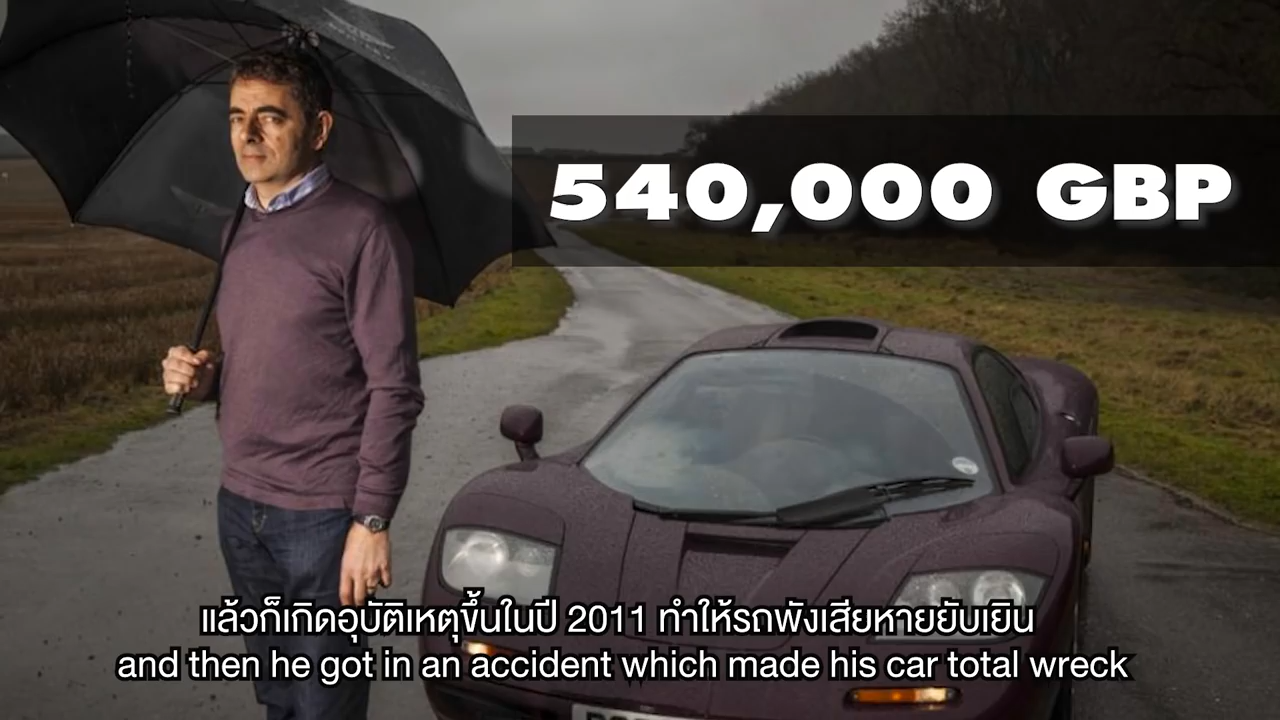 540,000 GBP
แล้วก็เกิดอุบัติเหตุขึ้นในปี 2011 ทำให้รถพังเสียหายยับเยิน
and then he got in an accident which made his car total wreck